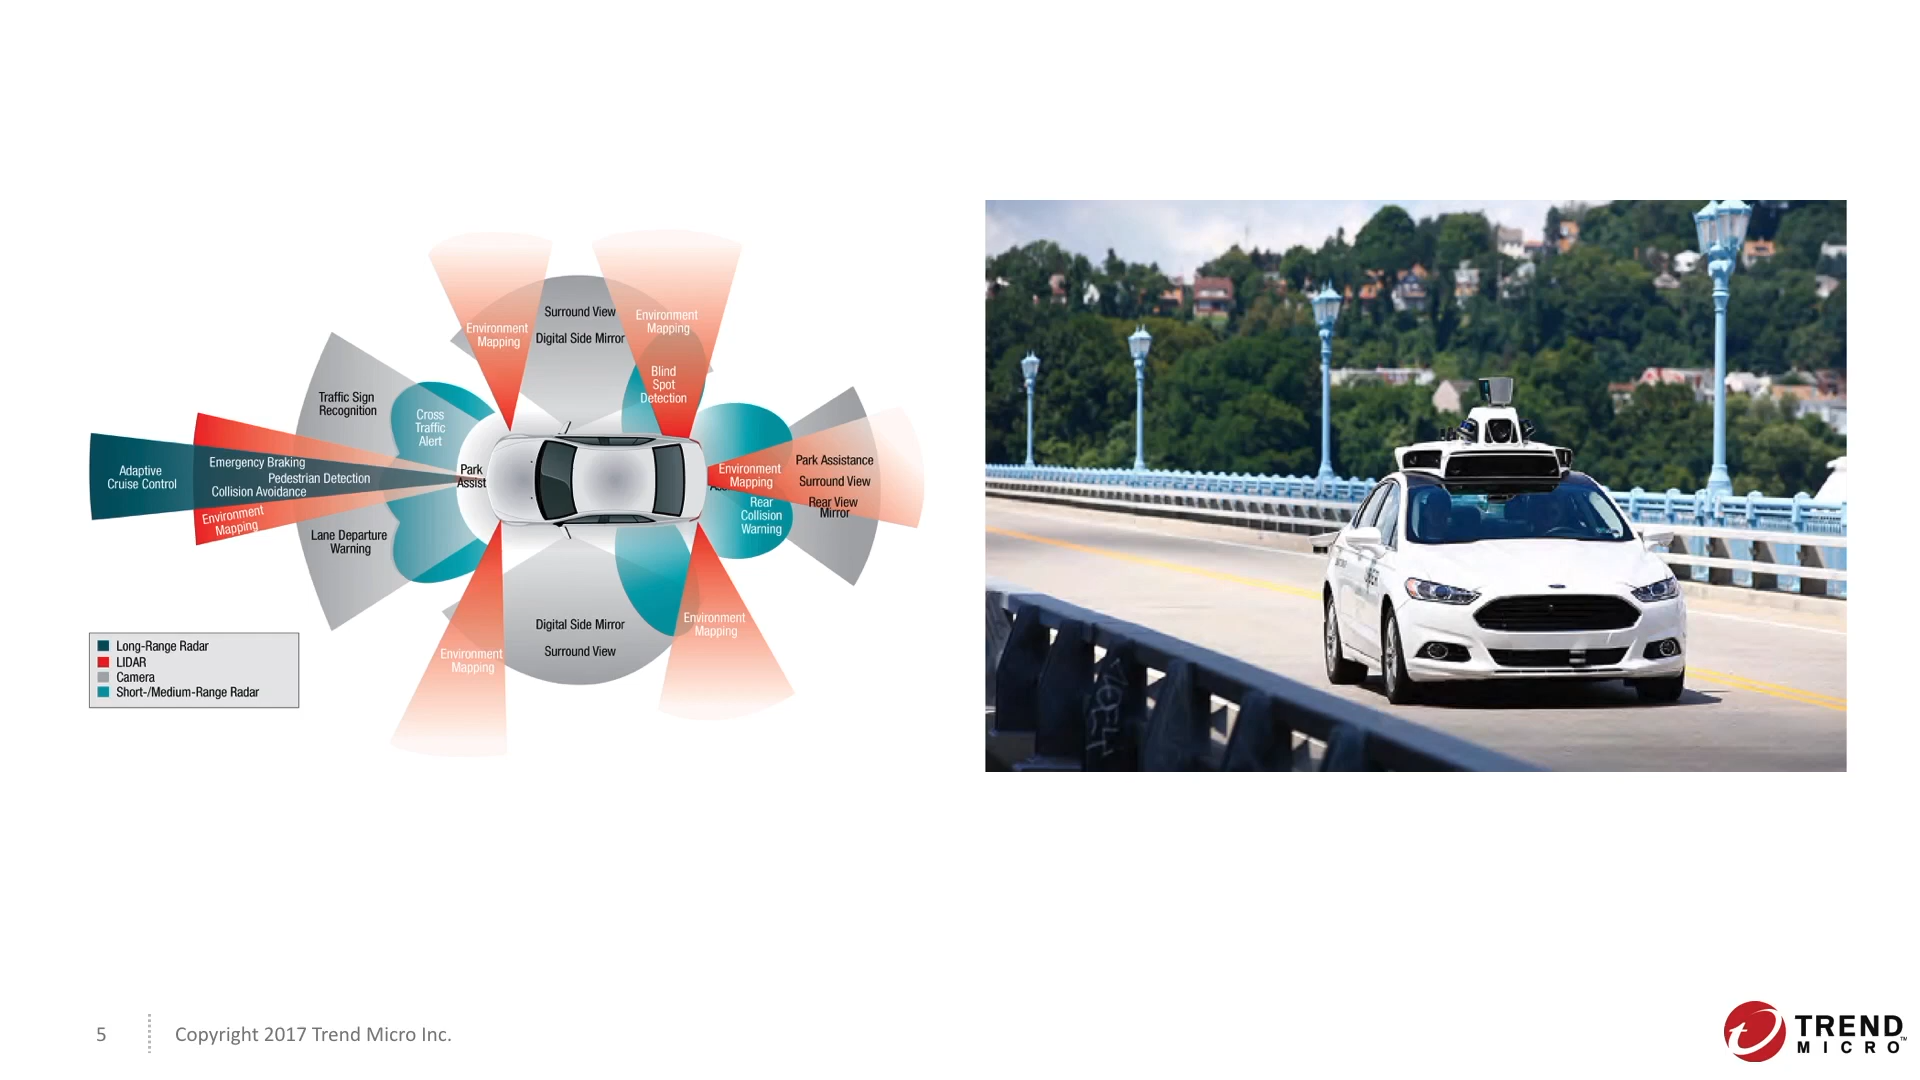 Surround View
Digital Side Mirror
Environment
Mapping
Environment
Mapping
Blind
Spot
Detection
Traffic Sign
Recognition
Cross
Traffic
Alert
Adaptive
Cruise Control
Emergency Braking
Pedestrian Detection
Collision Avoidance
Environment
Mapping
Park
Assist
Lane Departure
Warning
Environment
Mapping
Rear
Collision
Warning
Park Assistance
Surround View
Rear View
Mirror
Digital Side Mirror
Surround View
Environment
Mapping
Environment
Mapping
Long-Range Radar
LIDAR
Camera
Short-/Medium-Range Radar
5
Copyright 2017 Trend Micro Inc.
TREND
MICRO
TM